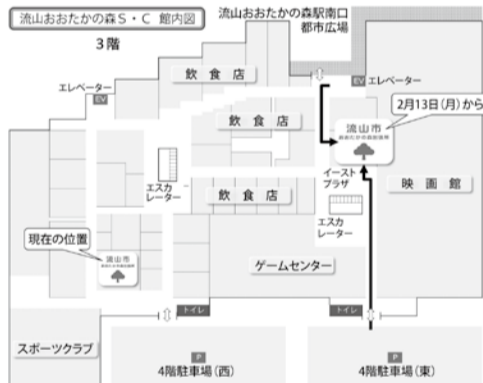 流山おおたかの森S・C 館内図
3階
流山おおたかの森駅南口
都市広場
エレベーター
EV
飲食店
EV
エレベーター
2月13日(月)から
飲食店
流山市
イースト
プラザ
映画館
エスカ
レーター
飲食店
エスカ
レーター
現在の位置
流山市
ゲームセンター
トイレ
トイレ
スポーツクラブ
P
4階駐車場(西)
P
4階駐車場(東)